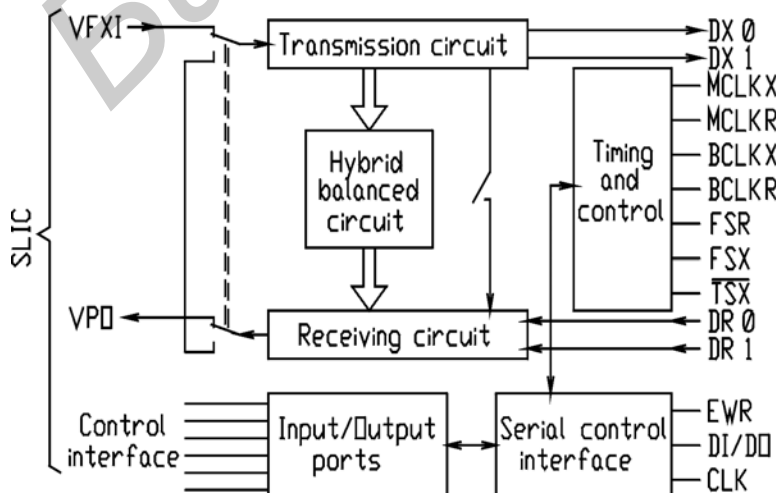 VFXI
Transmission circuit
DX 0
DX 1
MCLKX
MCLKR
BCLKX
BCLKR
FSR
FSX
TSX
Timing
and
control
Hybrid
balanced
circuit
SLIC
VPO
Receiving circuit
DR 0
DR 1
Control
interface
Input/Output
ports
Serial control
interface
EWR
DI/DO
CLK